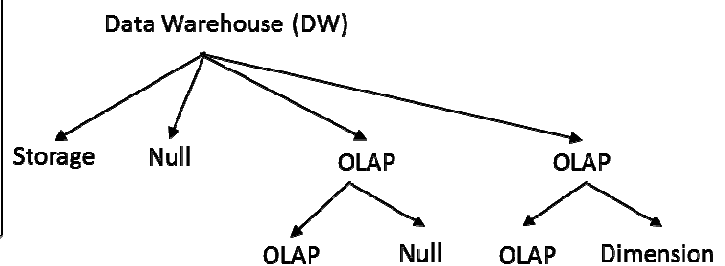 Data Warehouse (DW)
Storage Null OLAP OLAP
OLAP Null OLAP Dimension